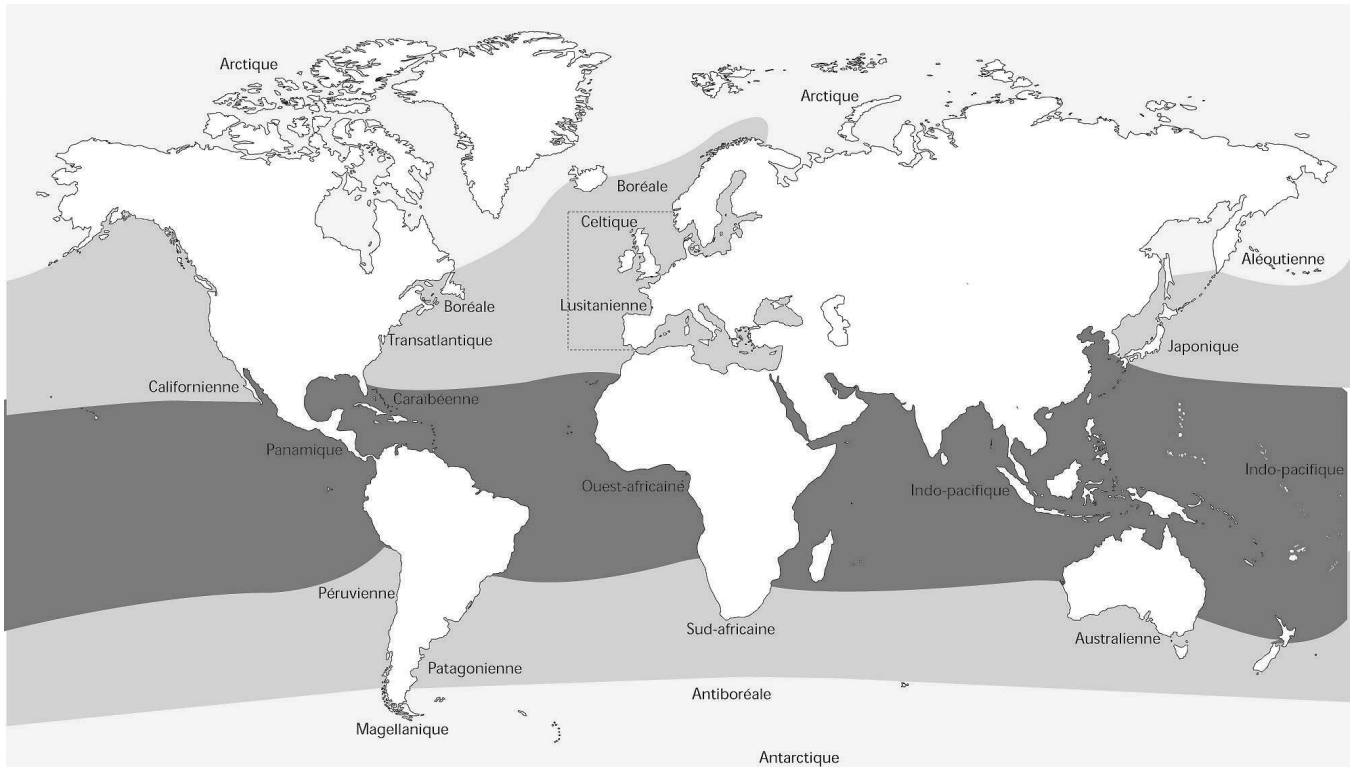 Arctique
Arctique
Boréale
Celtique
Aléoutienne
Lusitanienne
Boréale
Transatlantique
Japonique
Californienne
Caraïbéenne
Panamique
Indo-pacifique
Ouest-africaine
Indo-pacifique
Péruvienne
Sud-africaine
Australienne
Patagonienne
Antiboréale
Magellanique
Antarctique